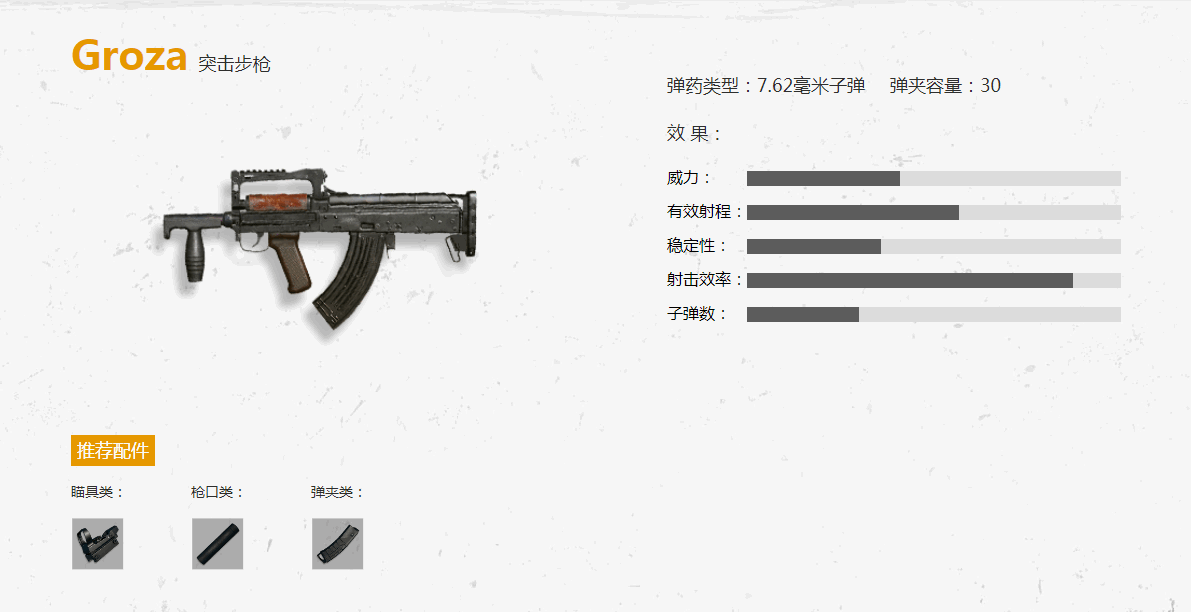 Groza 突击步枪
弹药类型：7.62毫米子弹 弹夹容量：30
效 果：
威力：
有效射程：
稳定性：
射击效率：
子弹数：
推荐配件
瞄具类： 枪口类： 弹夹类：